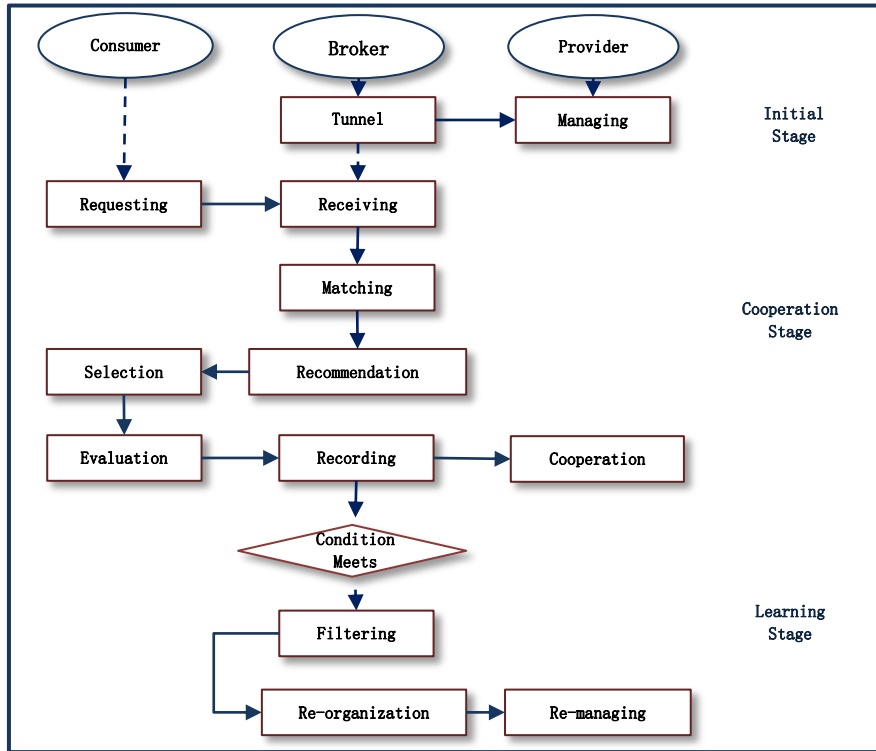 Consumer
Broker
Provider
Tunnel
Managing
Initial
Stage
Requesting
Receiving
Matching
Cooperation
Stage
Selection
Recommendation
Evaluation
Recording
Cooperation
Condition
Meets
Filtering
Learning
Stage
Re-organization
Re-managing